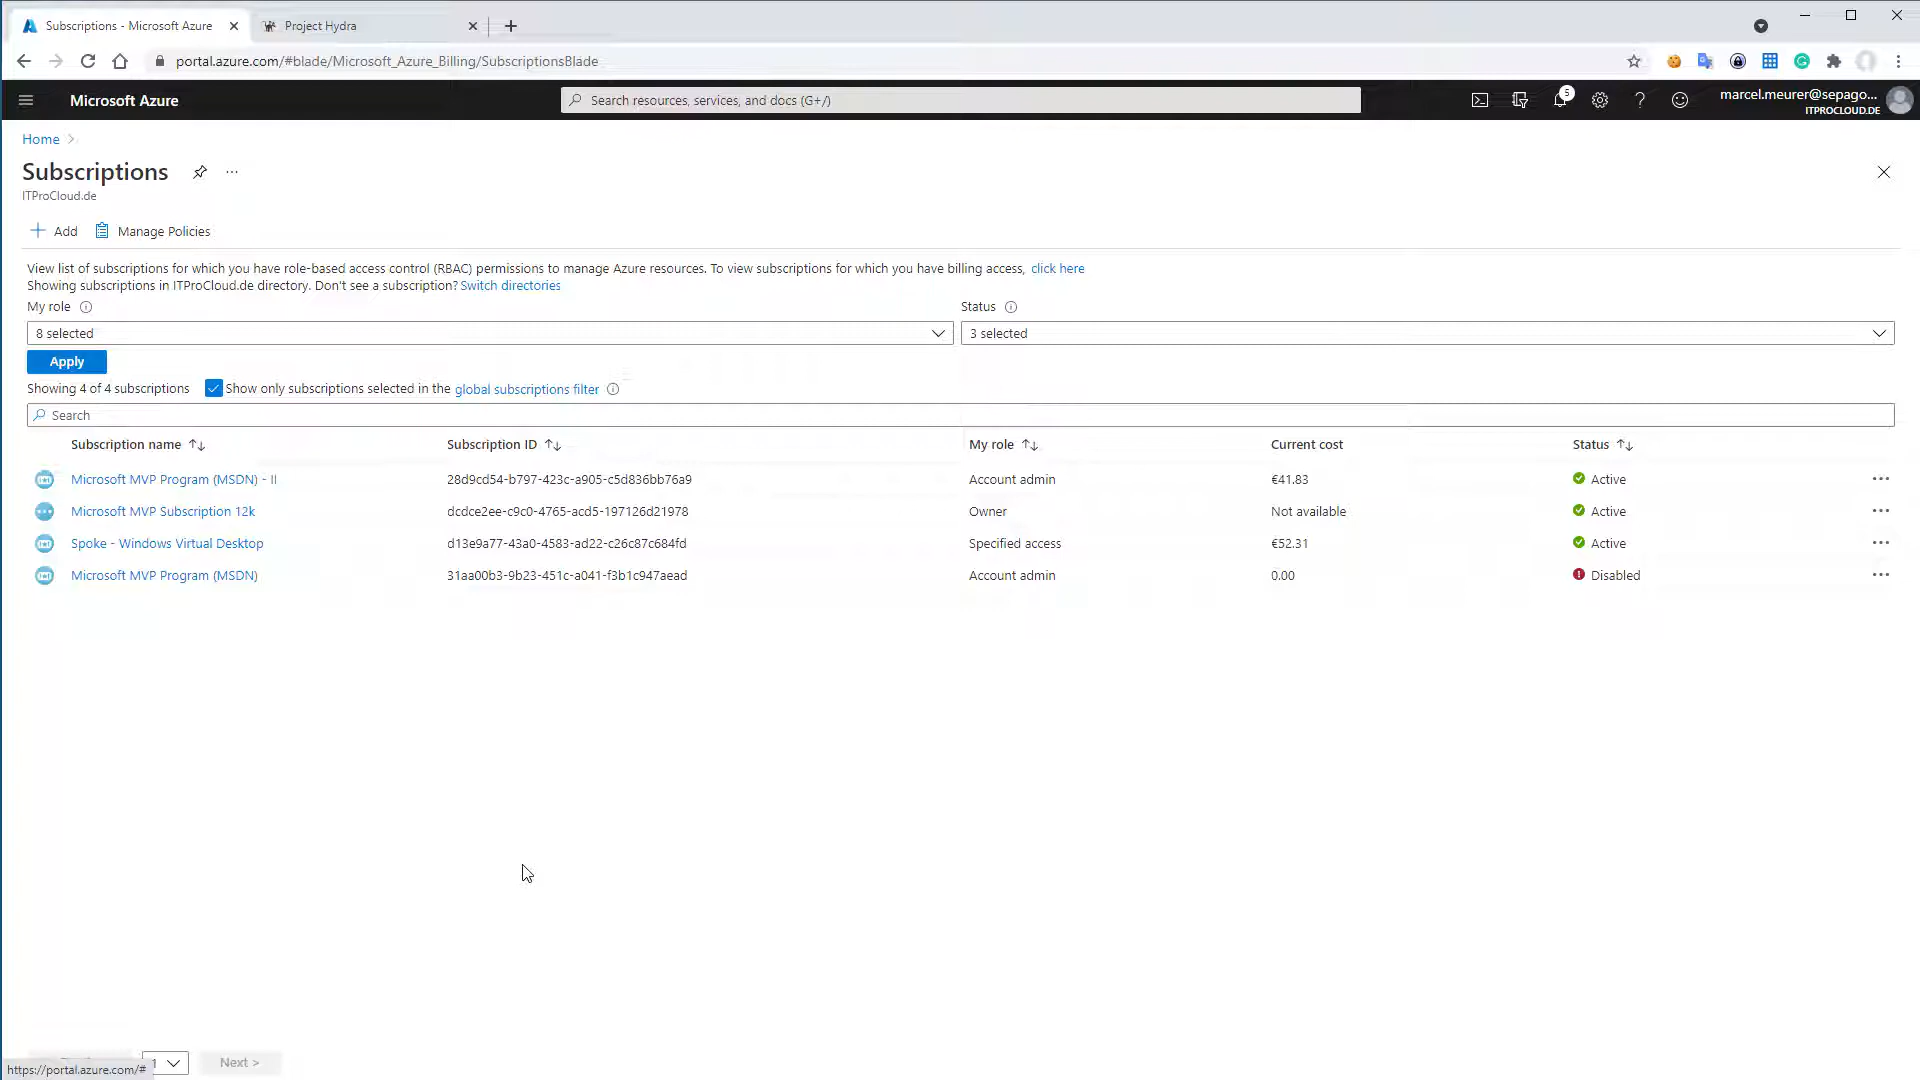 Subscriptions - Microsoft Azure
Project Hydra
portal.azure.com/#blade/Microsoft_Azure_Billing/SubscriptionsBlade
Microsoft Azure
Search resources, services, and docs (G+/)
5
marcel.meurer@sepago...
ITPROCLOUD.DE
Home
Subscriptions
ITProCloud.de
Add
Manage Policies
View list of subscriptions for which you have role-based access control (RBAC) permissions to manage Azure resources. To view subscriptions for which you have billing access, click here
Showing subscriptions in ITProCloud.de directory. Don't see a subscription? Switch directories
My role
Status
8 selected
3 selected
Apply
Showing 4 of 4 subscriptions
Show only subscriptions selected in the global subscriptions filter
Search
Subscription name Subscription ID My role Current cost Status
Microsoft MVP Program (MSDN) - II 28d9cd54-b797-423c-a905-c5d836bb76a9 Account admin €41.83 Active
Microsoft MVP Subscription 12k dcdce2ee-c9c0-4765-acd5-197126d21978 Owner Not available Active
Spoke - Windows Virtual Desktop d13e9a77-43a0-4583-ad22-c26c87c684fd Specified access €52.31 Active
Microsoft MVP Program (MSDN) 31aa00b3-9b23-451c-a041-f3b1c947aead Account admin 0.00 Disabled
1
Next >
https://portal.azure.com/#